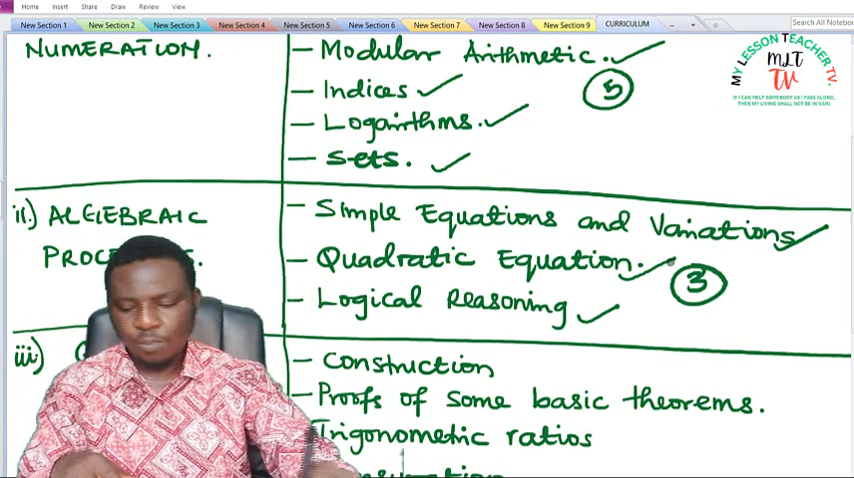 Home Insert Share Draw Review View
New Section 1 New Section 2 New Section 3 New Section 4 New Section 5 New Section 6 New Section 7 New Section 8 New Section 9 CURRICULUM ...
Search All Notebo
NUMERATION.
– Modular Arithmetic. ✓
– Indices ✓
5
– Logarithms. ✓
– Sets. ✓
MY LESSON TEACHER TV.
MLT
TV
IF I CAN HELP SOMEBODY AS I PASS ALONG,
THEN MY LIVING SHALL NOT BE IN VAIN
ii.) ALGEBRAIC
PROC
– Simple Equations and Variations ✓
– Quadratic Equation. ✓
3
– Logical Reasoning ✓
iii)
– Construction
– Proofs of some basic theorems.
Trigonometric ratios